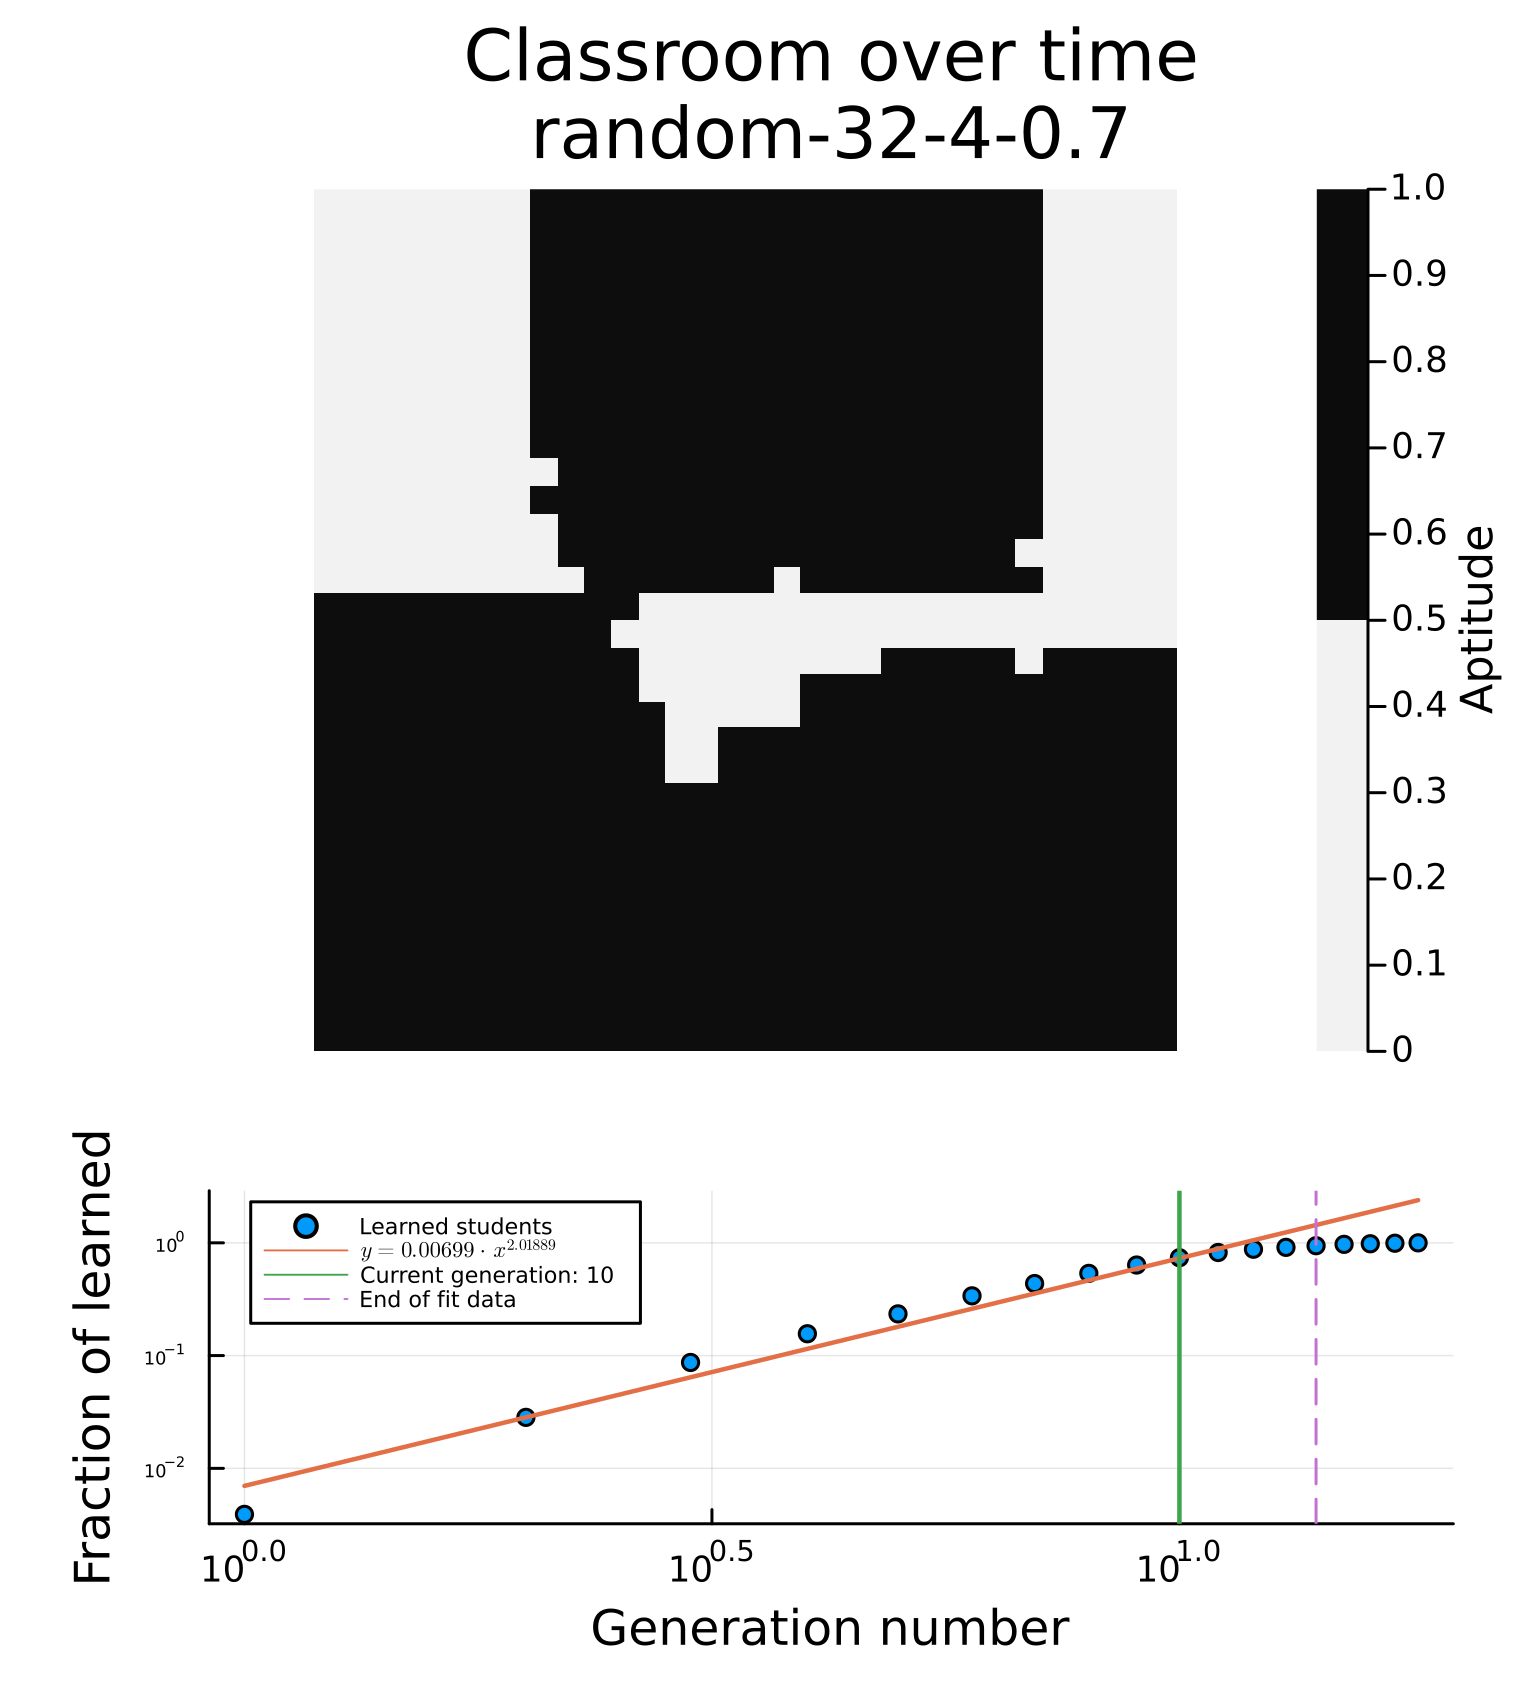 Classroom over time
random-32-4-0.7
1.0
0.9
0.8
0.7
0.6
0.5
0.4
0.3
0.2
0.1
0
Aptitude
Fraction of learned
10^0
10^-1
10^-2
Learned students
y = 0.00699 · x^2.01889
Current generation: 10
End of fit data
10^0.0
10^0.5
10^1.0
Generation number